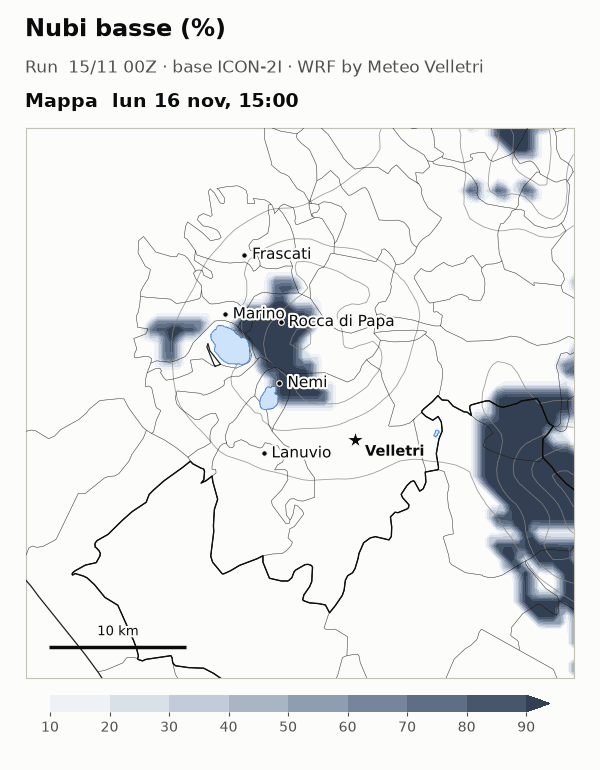 Nubi basse (%)
Run  15/11 00Z · base ICON-2I · WRF by Meteo Velletri
Mappa  lun 16 nov, 15:00
Frascati
Marino
Rocca di Papa
Nemi
Velletri
Lanuvio
10 km
10 20 30 40 50 60 70 80 90